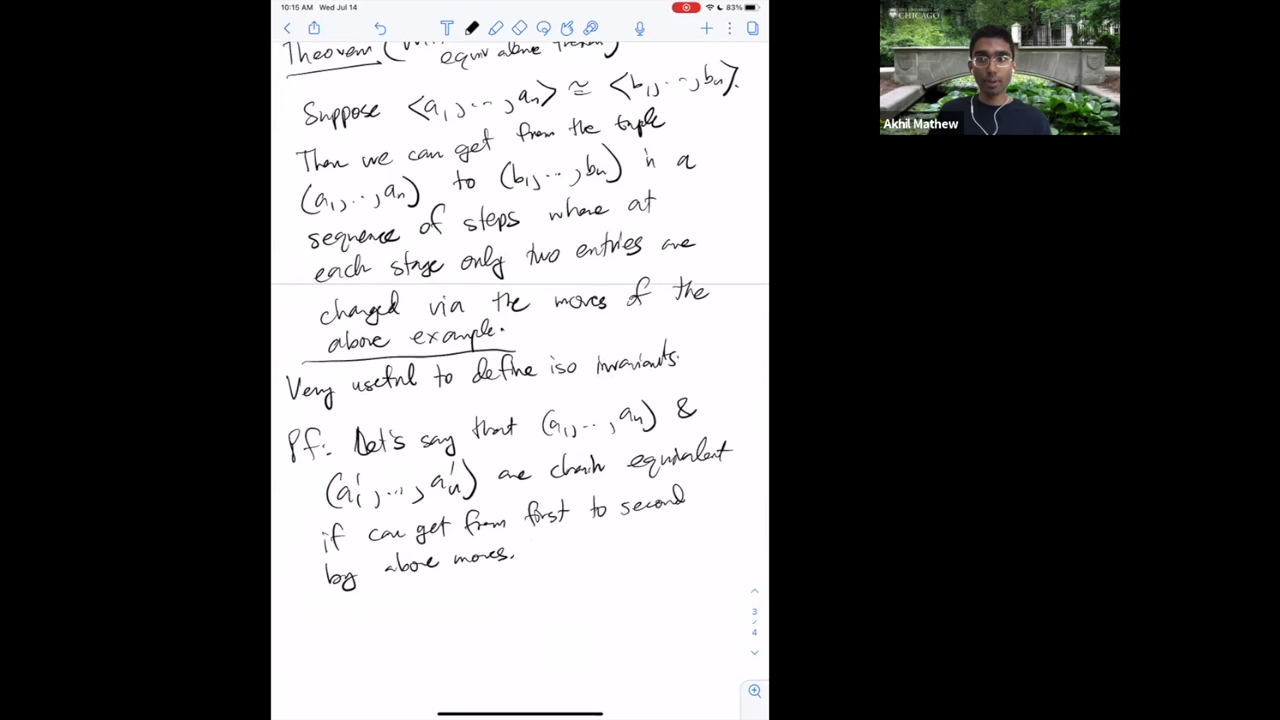 10:15 AM Wed Jul 14
83%
Theorem (
equivalence theorem)
Suppose <a₁, ..., aₙ> ≅ <b₁, ..., bₙ>.
Then we can get from the tuple
(a₁, .., aₙ) to (b₁, ..., bₙ) in a
sequence of steps where at
each stage only two entries are
changed via the moves of the
above example.
Very useful to define iso invariants.
Pf: Let's say that (a₁, .., aₙ) &
(a₁', ..., aₙ') are chain equivalent
if can get from first to second
by above moves.
3
/
4
THE UNIVERSITY OF
CHICAGO
Akhil Mathew